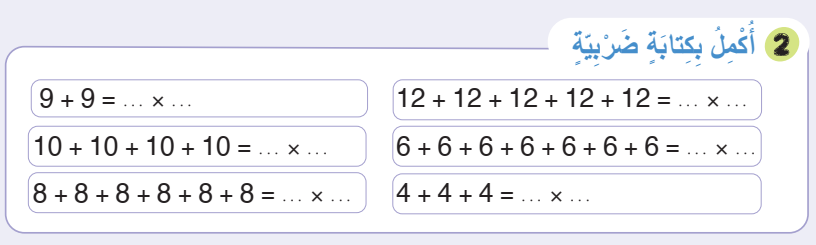 2 أُكْمِلُ بِكِتابَةٍ ضَرْبِيّةٍ
9 + 9 = ... × ...
12 + 12 + 12 + 12 + 12 = ... × ...
10 + 10 + 10 + 10 = ... × ...
6 + 6 + 6 + 6 + 6 + 6 + 6 = ... × ...
8 + 8 + 8 + 8 + 8 + 8 = ... × ...
4 + 4 + 4 = ... × ...